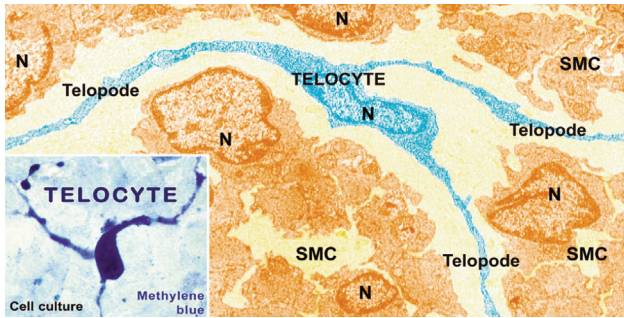 N
N
SMC
Telopode
TELOCYTE
N
Telopode
N
N
SMC
SMC
Telopode
N
TELOCYTE
Cell culture
Methylene
blue